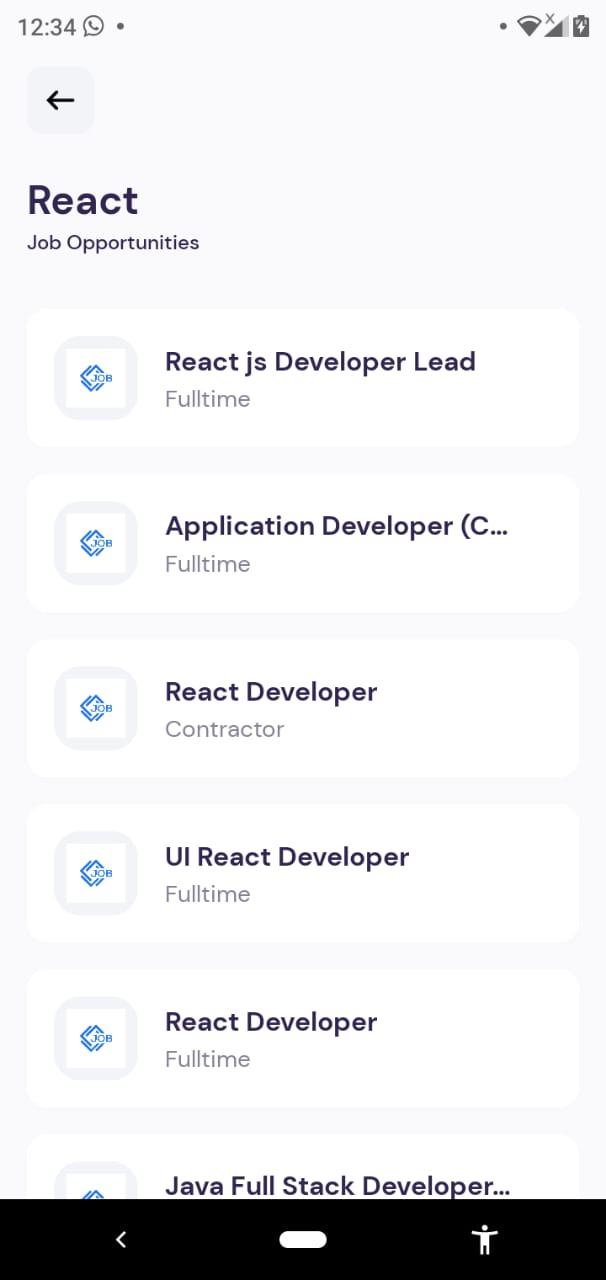 12:34
React
Job Opportunities
JOB
React js Developer Lead
Fulltime
JOB
Application Developer (C...
Fulltime
JOB
React Developer
Contractor
JOB
UI React Developer
Fulltime
JOB
React Developer
Fulltime
Java Full Stack Developer...